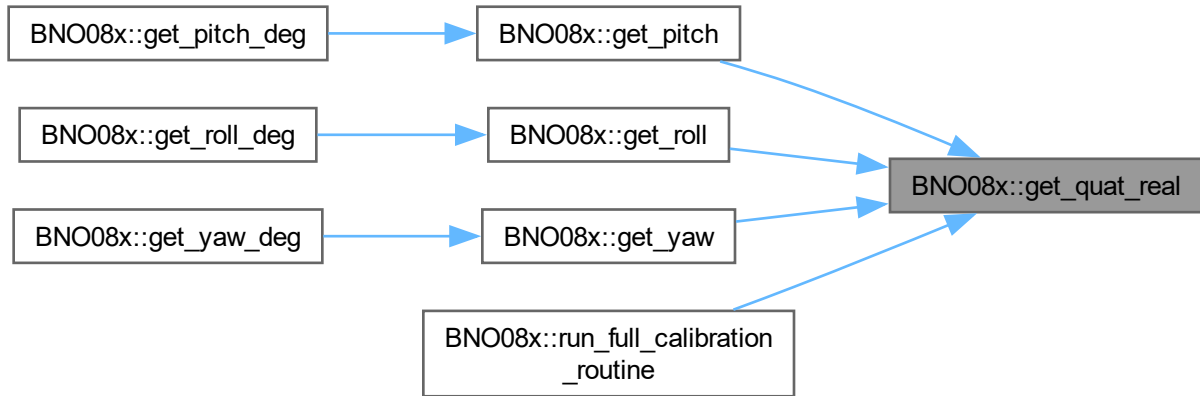 BNO08x::get_pitch_deg
BNO08x::get_pitch
BNO08x::get_roll_deg
BNO08x::get_roll
BNO08x::get_quat_real
BNO08x::get_yaw_deg
BNO08x::get_yaw
BNO08x::run_full_calibration
_routine